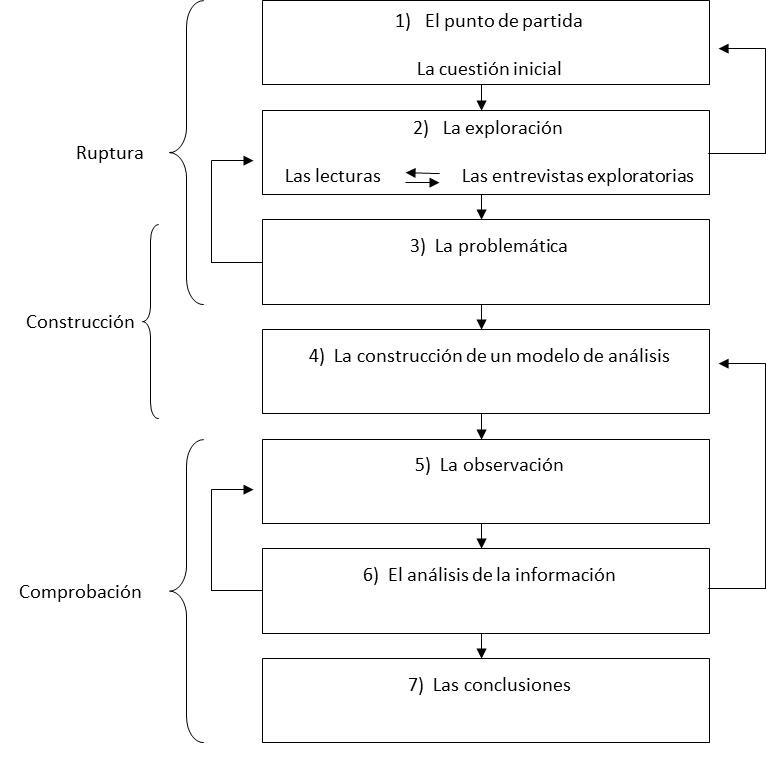 1) El punto de partida
La cuestión inicial
2) La exploración
Ruptura
Las lecturas Las entrevistas exploratorias
3) La problemática
Construcción
4) La construcción de un modelo de análisis
5) La observación
6) El análisis de la información
Comprobación
7) Las conclusiones